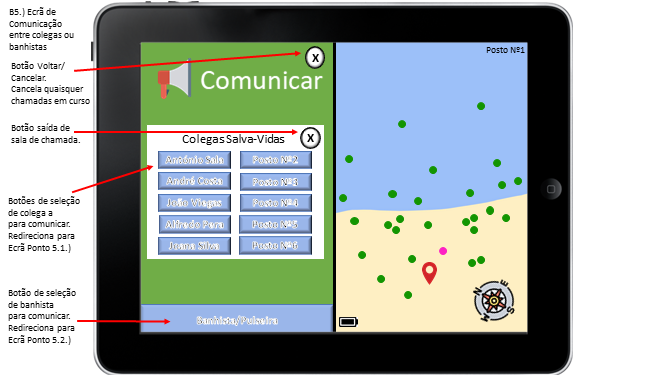 B5.) Ecrã de
Comunicação
entre colegas ou
banhistas
Botão Voltar/
Cancelar.
Cancela quaisquer
chamadas em curso
Botão saída de
sala de chamada.
Botões de seleção
de colega a
para comunicar.
Redireciona para
Ecrã Ponto 5.1.)
Botão de seleção
de banhista
para comunicar.
Redireciona para
Ecrã Ponto 5.2.)
X
Comunicar
X
Colegas Salva-Vidas
António Sala Posto Nº2
André Costa Posto Nº3
João Viegas Posto Nº4
Alfredo Pera Posto Nº5
Joana Silva Posto Nº6
Banhista/Pulseira
Posto Nº1
N E
W S